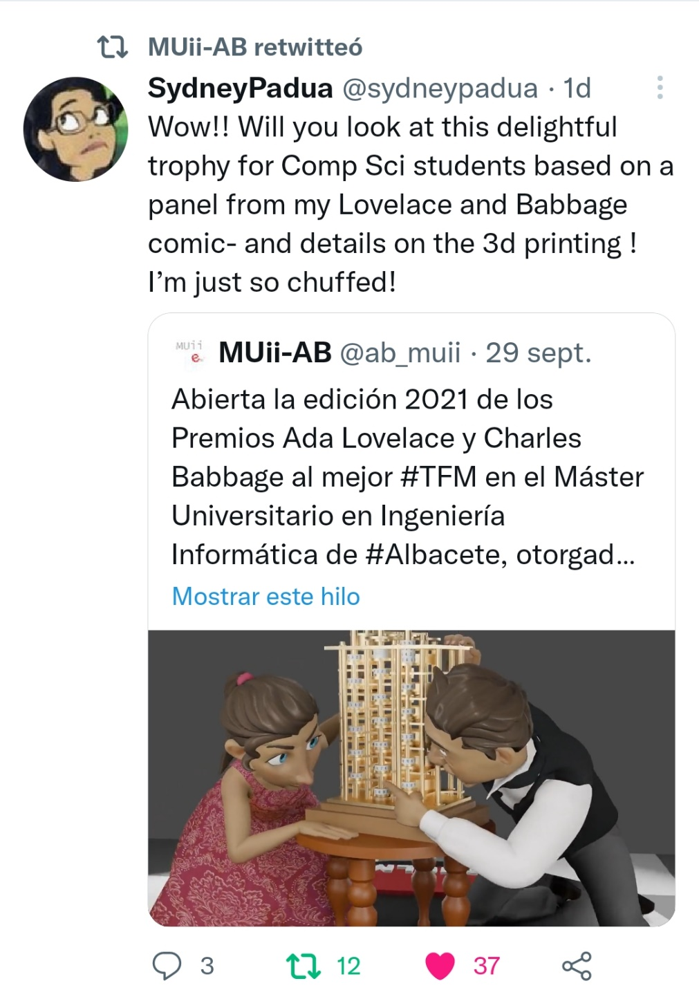 MUii-AB retwitteó
SydneyPadua @sydneypadua · 1d
Wow!! Will you look at this delightful
trophy for Comp Sci students based on a
panel from my Lovelace and Babbage
comic- and details on the 3d printing !
I’m just so chuffed!
MUii
MUii-AB @ab_muii · 29 sept.
Abierta la edición 2021 de los
Premios Ada Lovelace y Charles
Babbage al mejor #TFM en el Máster
Universitario en Ingeniería
Informática de #Albacete, otorgad...
Mostrar este hilo
3 12 37